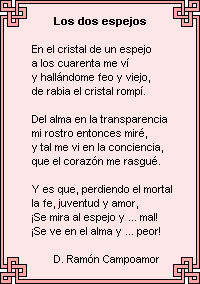 Los dos espejos
En el cristal de un espejo
a los cuarenta me ví
y hallándome feo y viejo,
de rabia el cristal rompí.
Del alma en la transparencia
mi rostro entonces miré,
y tal me vi en la conciencia,
que el corazón me rasgué.
Y es que, perdiendo el mortal
la fe, juventud y amor,
¡Se mira al espejo y ... mal!
¡Se ve en el alma y ... peor!
D. Ramón Campoamor